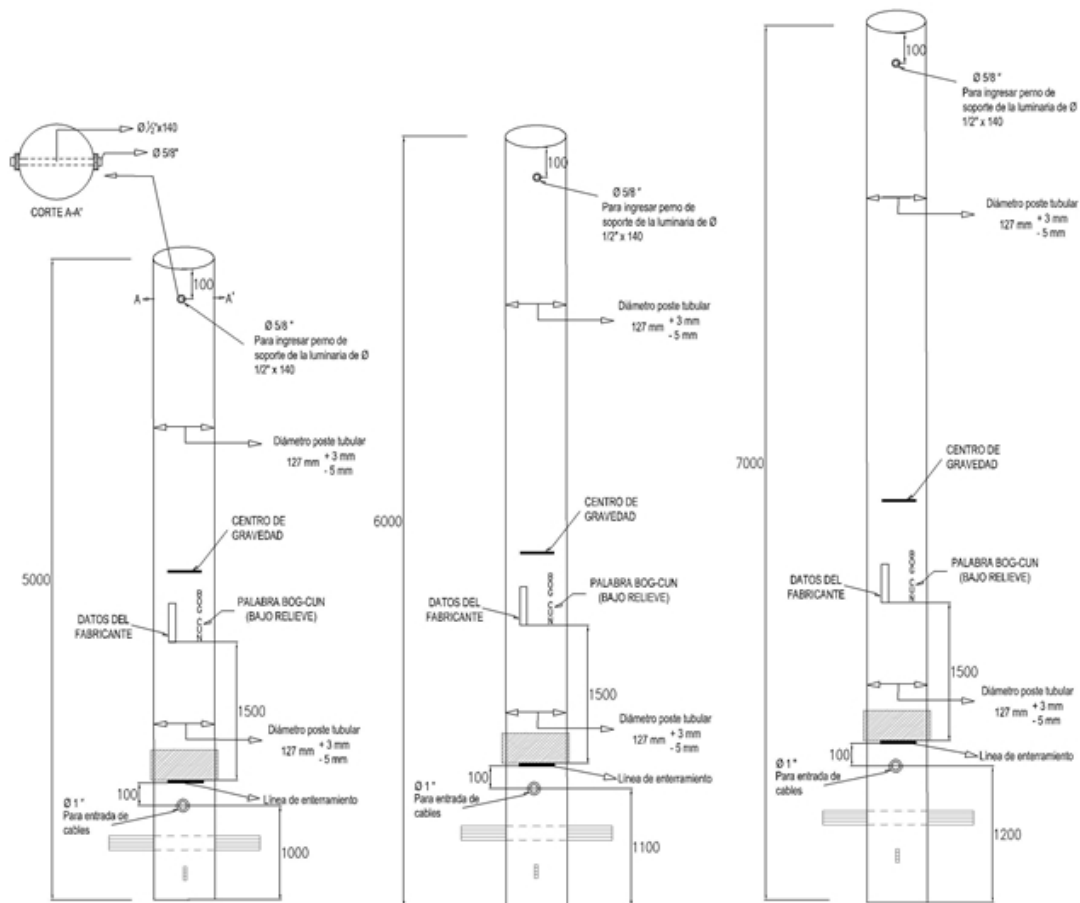 Ø ½"x140
Ø 5/8"
CORTE A-A'
5000
100
A
A'
Ø 5/8 "
Para ingresar perno de
soporte de la luminaria de Ø
1/2" x 140
Diámetro poste tubular
127 mm + 3 mm
- 5 mm
CENTRO DE
GRAVEDAD
BOG CUN
PALABRA BOG-CUN
(BAJO RELIEVE)
DATOS DEL
FABRICANTE
1500
Diámetro poste tubular
127 mm + 3 mm
- 5 mm
100
Línea de enterramiento
Ø 1 "
Para entrada de
cables
1000
6000
100
Ø 5/8 "
Para ingresar perno de
soporte de la luminaria de Ø
1/2" x 140
Diámetro poste tubular
127 mm + 3 mm
- 5 mm
CENTRO DE
GRAVEDAD
BOG CUN
PALABRA BOG-CUN
(BAJO RELIEVE)
DATOS DEL
FABRICANTE
1500
Diámetro poste tubular
127 mm + 3 mm
- 5 mm
100
Línea de enterramiento
Ø 1 "
Para entrada de
cables
1100
7000
100
Ø 5/8 "
Para ingresar perno de
soporte de la luminaria de Ø
1/2" x 140
Diámetro poste tubular
127 mm + 3 mm
- 5 mm
CENTRO DE
GRAVEDAD
BOG CUN
PALABRA BOG-CUN
(BAJO RELIEVE)
DATOS DEL
FABRICANTE
1500
Diámetro poste tubular
127 mm + 3 mm
- 5 mm
100
Línea de enterramiento
Ø 1 "
Para entrada de
cables
1200